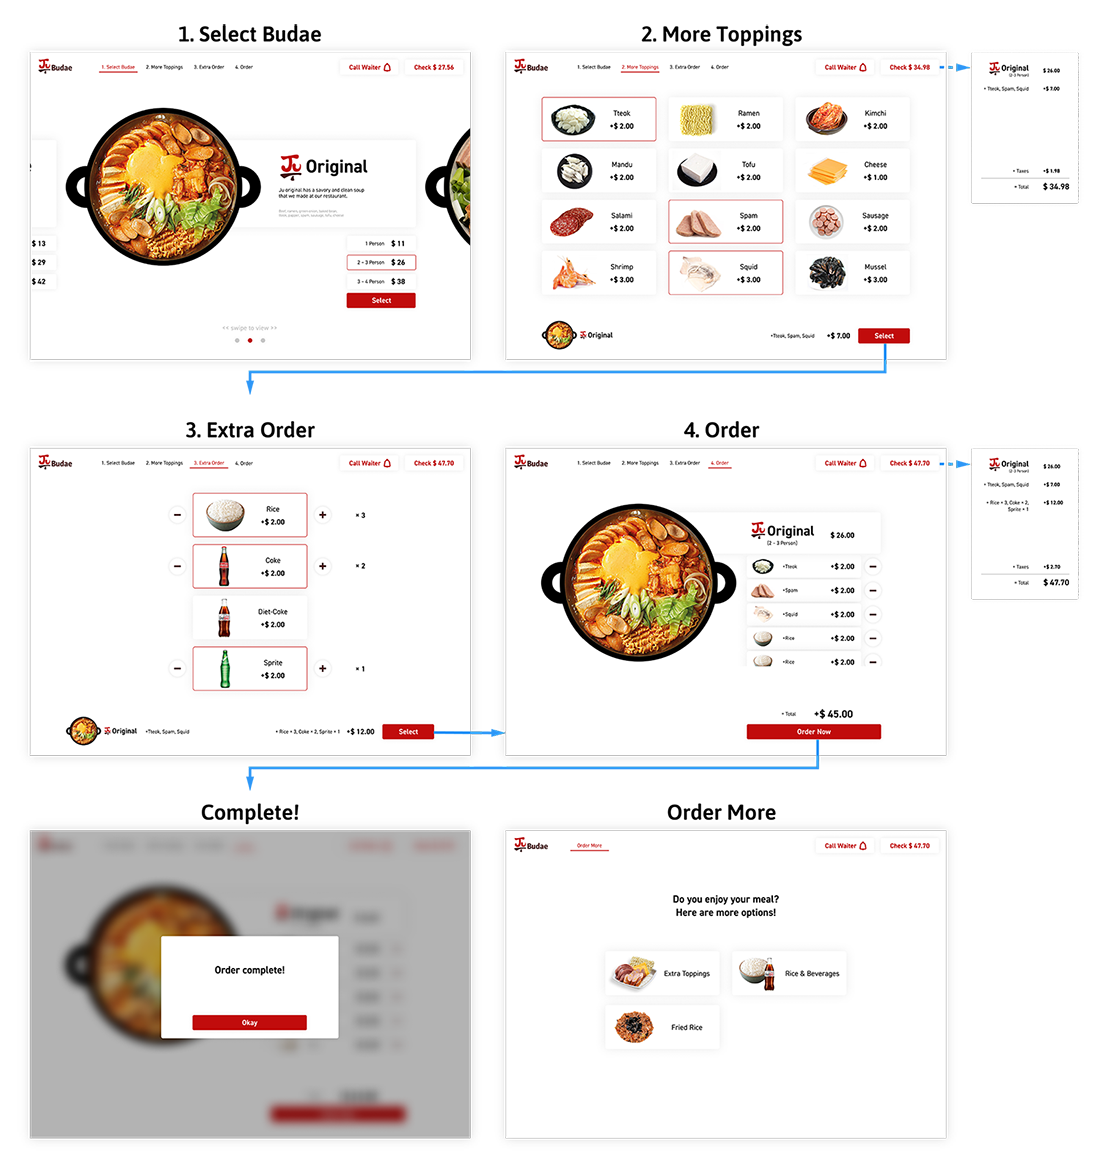 1. Select Budae
Ju Budae
1. Select Budae
2. More Toppings
3. Extra Order
4. Order
Call Waiter
Check $ 27.56
Ju Original
Ju original has a savory and clean soup
that we made at our restaurant.
$ 13
$ 29
$ 42
1 Person $ 11
2 - 3 Person $ 26
3 - 4 Person $ 38
Select
<< swipe to view >>
2. More Toppings
Ju Budae
1. Select Budae
2. More Toppings
3. Extra Order
4. Order
Call Waiter
Check $ 34.98
Tteok
+$ 2.00
Ramen
+$ 2.00
Kimchi
+$ 2.00
Mandu
+$ 2.00
Tofu
+$ 2.00
Cheese
+$ 1.00
Salami
+$ 2.00
Spam
+$ 2.00
Sausage
+$ 2.00
Shrimp
+$ 3.00
Squid
+$ 3.00
Mussel
+$ 3.00
Ju Original
+Tteok, Spam, Squid
+$ 7.00
Select
Ju Original $ 26.00
(2-3 Person)
+ Tteok, Spam, Squid +$ 7.00
+ Taxes +$ 1.98
+ Total $ 34.98
3. Extra Order
Ju Budae
1. Select Budae
2. More Toppings
3. Extra Order
4. Order
Call Waiter
Check $ 47.70
Rice
+$ 2.00
× 3
Coke
+$ 2.00
× 2
Diet-Coke
+$ 2.00
Sprite
+$ 2.00
× 1
Ju Original
+Tteok, Spam, Squid
+ Rice × 3, Coke × 2, Sprite × 1
+$ 12.00
Select
4. Order
Ju Budae
1. Select Budae
2. More Toppings
3. Extra Order
4. Order
Call Waiter
Check $ 47.70
Ju Original $ 26.00
(2 - 3 Person)
+Tteok +$ 2.00
+Spam +$ 2.00
+Squid +$ 2.00
+Rice +$ 2.00
+Rice +$ 2.00
+ Total +$ 45.00
Order Now
Ju Original $ 26.00
(2-3 Person)
+ Tteok, Spam, Squid +$ 7.00
+ Rice × 3, Coke × 2, +$ 12.00
Sprite × 1
+ Taxes +$ 2.70
+ Total $ 47.70
Complete!
Order complete!
Okay
Order More
Ju Budae
Order More
Call Waiter
Check $ 47.70
Do you enjoy your meal?
Here are more options!
Extra Toppings
Rice & Beverages
Fried Rice